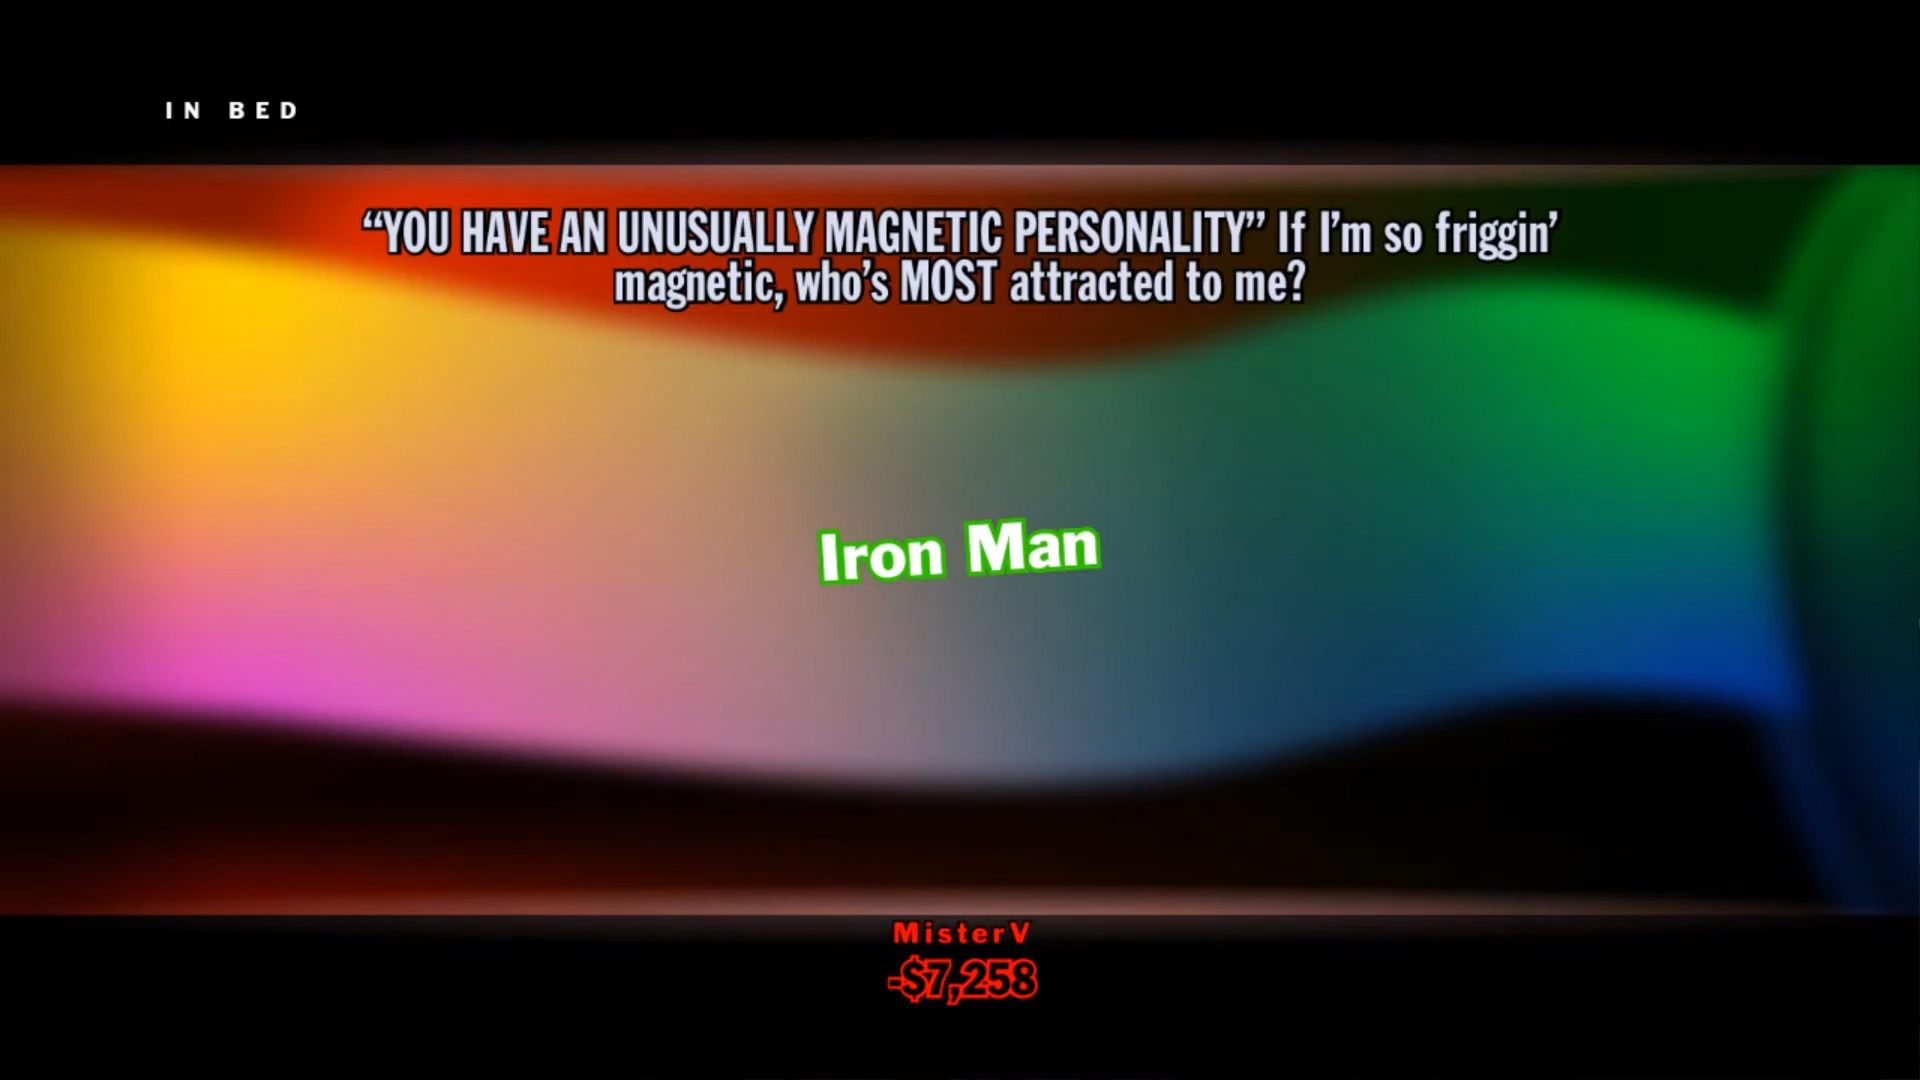 IN BED
“YOU HAVE AN UNUSUALLY MAGNETIC PERSONALITY” If I’m so friggin’
magnetic, who’s MOST attracted to me?
Iron Man
MisterV
-$7,258